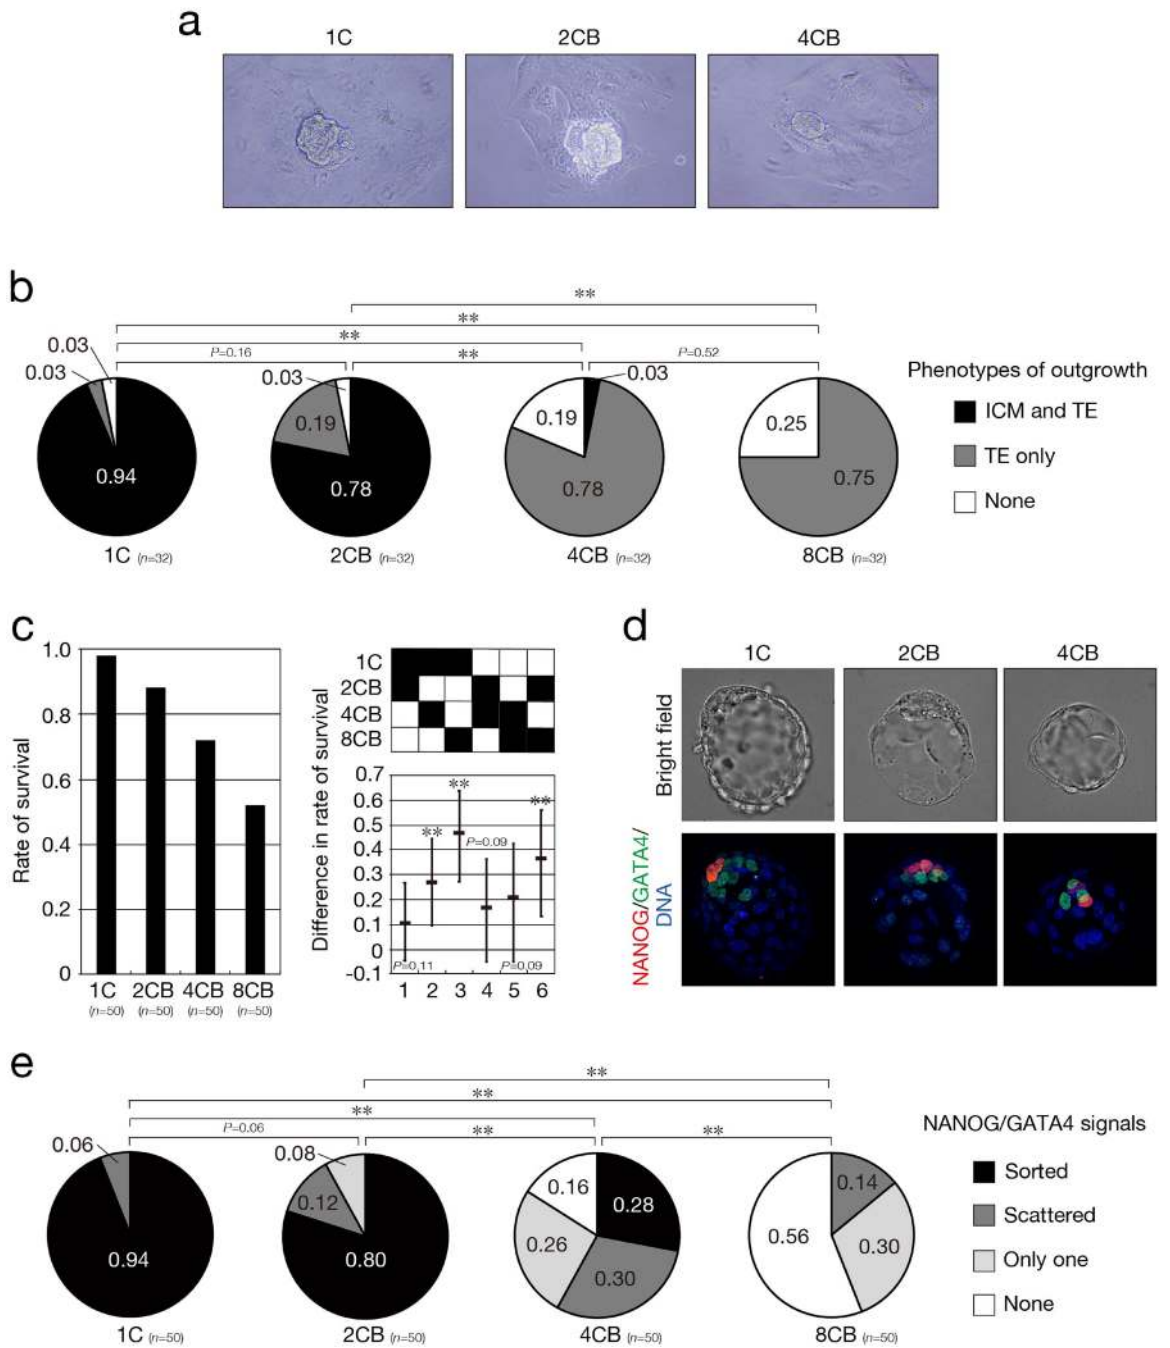 a
1C 2CB 4CB
b
**
**
**
P=0.16 ** P=0.52
0.03
0.03 0.03 0.03
0.94 0.19 0.78 0.19 0.78 0.25 0.75
1C (n=32) 2CB (n=32) 4CB (n=32) 8CB (n=32)
Phenotypes of outgrowth
ICM and TE
TE only
None
c
Rate of survival
1.0
0.8
0.6
0.4
0.2
0
1C 2CB 4CB 8CB
(n=50) (n=50) (n=50) (n=50)
1C
2CB
4CB
8CB
Difference in rate of survival
0.7
0.6
0.5
0.4
0.3
0.2
0.1
0
-0.1
** ** **
P=0.09
P=0.11 P=0.09
1 2 3 4 5 6
d
1C 2CB 4CB
Bright field
NANOG/GATA4/
DNA
e
**
**
**
P=0.06 ** **
0.06 0.08
0.94 0.12 0.80 0.16 0.28 0.26 0.30 0.14 0.56 0.30
1C (n=50) 2CB (n=50) 4CB (n=50) 8CB (n=50)
NANOG/GATA4 signals
Sorted
Scattered
Only one
None